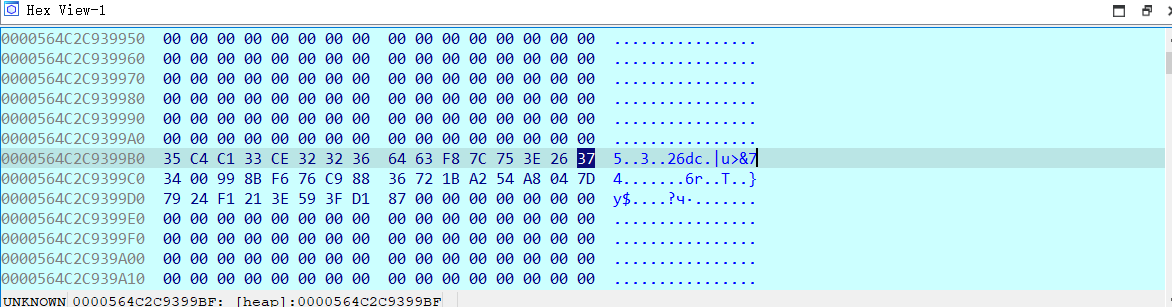 Hex View-1
0000564C2C939950 00 00 00 00 00 00 00 00 00 00 00 00 00 00 00 00 ................
0000564C2C939960 00 00 00 00 00 00 00 00 00 00 00 00 00 00 00 00 ................
0000564C2C939970 00 00 00 00 00 00 00 00 00 00 00 00 00 00 00 00 ................
0000564C2C939980 00 00 00 00 00 00 00 00 00 00 00 00 00 00 00 00 ................
0000564C2C939990 00 00 00 00 00 00 00 00 00 00 00 00 00 00 00 00 ................
0000564C2C9399A0 00 00 00 00 00 00 00 00 00 00 00 00 00 00 00 00 ................
0000564C2C9399B0 35 C4 C1 33 CE 32 32 36 64 63 F8 7C 75 3E 26 37 5..3..26dc.|u>&7
0000564C2C9399C0 34 00 99 8B F6 76 C9 88 36 72 1B A2 54 A8 04 7D 4.......6r..T..}
0000564C2C9399D0 79 24 F1 21 3E 59 3F D1 87 00 00 00 00 00 00 00 y$....?ч·.......
0000564C2C9399E0 00 00 00 00 00 00 00 00 00 00 00 00 00 00 00 00 ................
0000564C2C9399F0 00 00 00 00 00 00 00 00 00 00 00 00 00 00 00 00 ................
0000564C2C939A00 00 00 00 00 00 00 00 00 00 00 00 00 00 00 00 00 ................
0000564C2C939A10 00 00 00 00 00 00 00 00 00 00 00 00 00 00 00 00 ................
UNKNOWN 0000564C2C9399BF: [heap]:0000564C2C9399BF